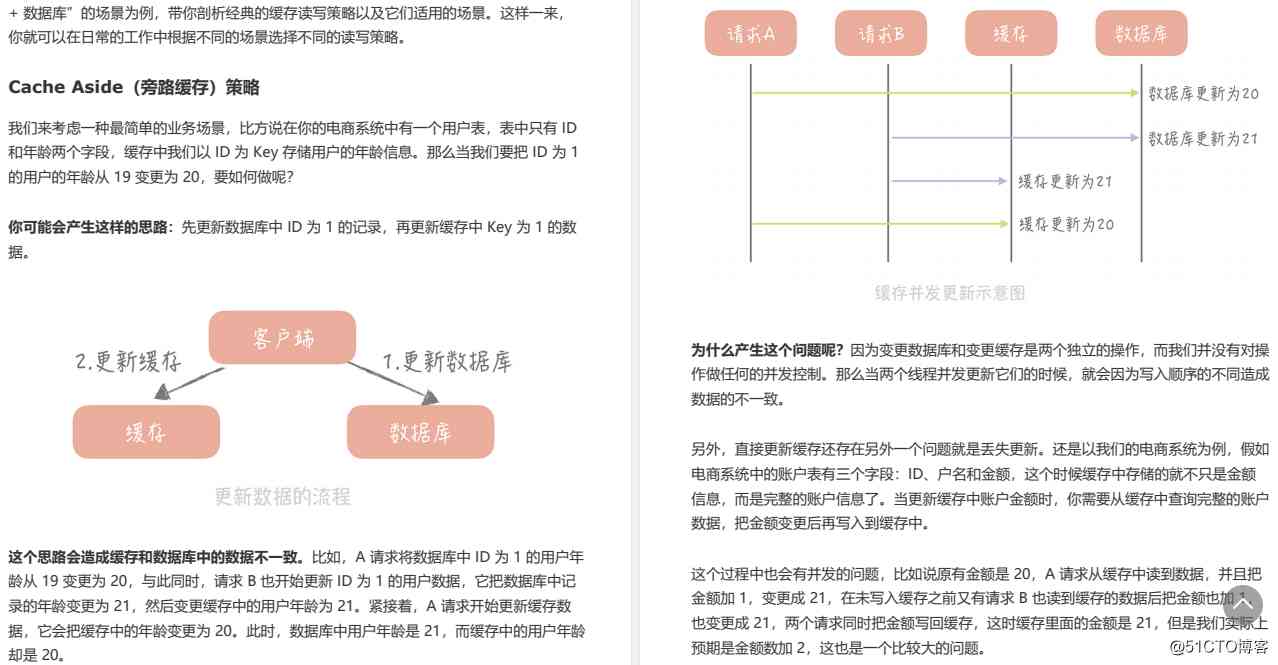 + 数据库”的场景为例，带你剖析经典的缓存读写策略以及它们适用的场景。这样一来，
你就可以在日常的工作中根据不同的场景选择不同的读写策略。
Cache Aside（旁路缓存）策略
我们来考虑一种最简单的业务场景，比方说在你的电商系统中有一个用户表，表中只有 ID
和年龄两个字段，缓存中我们以 ID 为 Key 存储用户的年龄信息。那么当我们要把 ID 为 1
的用户的年龄从 19 变更为 20，要如何做呢？
你可能会产生这样的思路：先更新数据库中 ID 为 1 的记录，再更新缓存中 Key 为 1 的数
据。
客户端
2.更新缓存
1.更新数据库
缓存
数据库
更新数据的流程
这个思路会造成缓存和数据库中的数据不一致。比如，A 请求将数据库中 ID 为 1 的用户年
龄从 19 变更为 20，与此同时，请求 B 也开始更新 ID 为 1 的用户数据，它把数据库中记
录的年龄变更为 21，然后变更缓存中的用户年龄为 21。紧接着，A 请求开始更新缓存数
据，它会把缓存中的年龄变更为 20。此时，数据库中用户年龄是 21，而缓存中的用户年龄
却是 20。
请求A
请求B
缓存
数据库
数据库更新为20
数据库更新为21
缓存更新为21
缓存更新为20
缓存并发更新示意图
为什么产生这个问题呢？因为变更数据库和变更缓存是两个独立的操作，而我们并没有对操
作做任何的并发控制。那么当两个线程并发更新它们的时候，就会因为写入顺序的不同造成
数据的不一致。
另外，直接更新缓存还存在另外一个问题就是丢失更新。还是以我们的电商系统为例，假如
电商系统中的账户表有三个字段：ID、户名和金额，这个时候缓存中存储的就不只是金额
信息，而是完整的账户信息了。当更新缓存中账户金额时，你需要从缓存中查询完整的账户
数据，把金额变更后再写入到缓存中。
这个过程中也会有并发的问题，比如说原有金额是 20，A 请求从缓存中读到数据，并且把
金额加 1，变更成 21，在未写入缓存之前又有请求 B 也读到缓存的数据后把金额也加 1，
也变更成 21，两个请求同时把金额写回缓存，这时缓存里面的金额是 21，但是我们实际上
预期是金额数加 2，这也是一个比较大的问题。
@51CTO博客